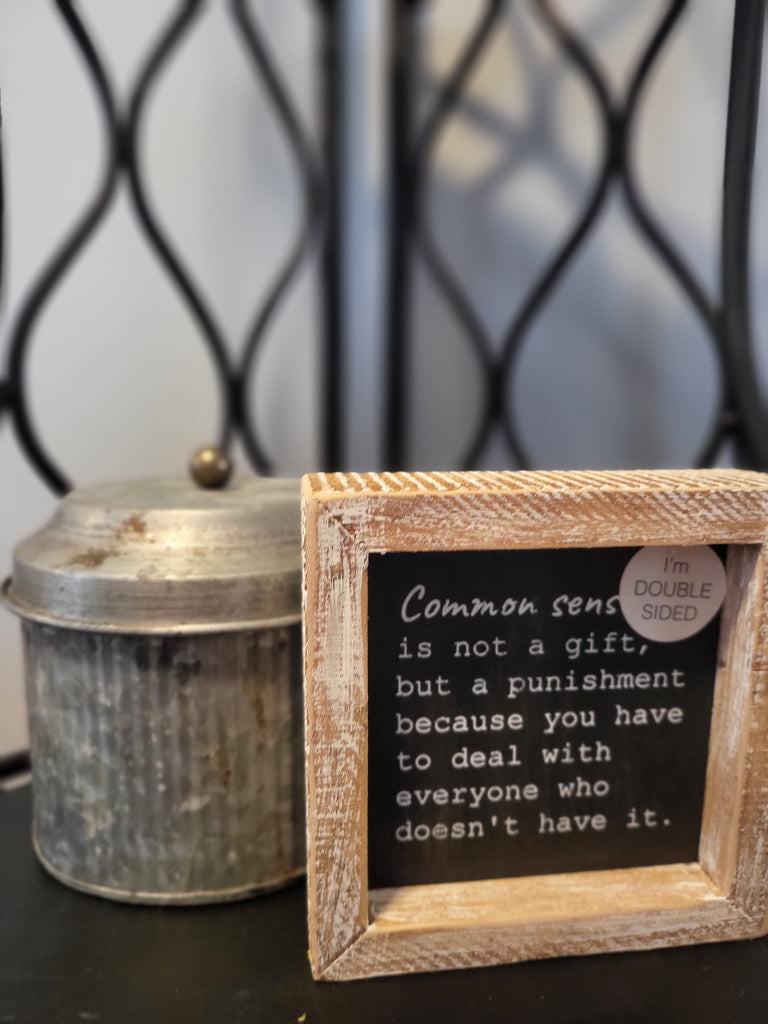 Common sens
is not a gift,
but a punishment
because you have
to deal with
everyone who
doesn't have it.
I'm
DOUBLE
SIDED